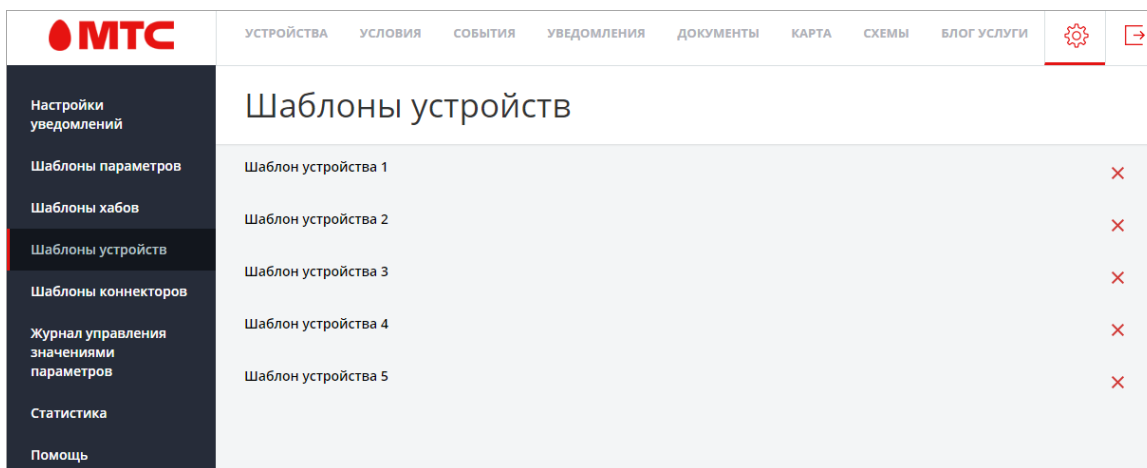 МТС
УСТРОЙСТВА УСЛОВИЯ СОБЫТИЯ УВЕДОМЛЕНИЯ ДОКУМЕНТЫ КАРТА СХЕМЫ БЛОГ УСЛУГИ
Настройки
уведомлений
Шаблоны параметров
Шаблоны хабов
Шаблоны устройств
Шаблоны коннекторов
Журнал управления
значениями
параметров
Статистика
Помощь
Шаблоны устройств
Шаблон устройства 1
Шаблон устройства 2
Шаблон устройства 3
Шаблон устройства 4
Шаблон устройства 5